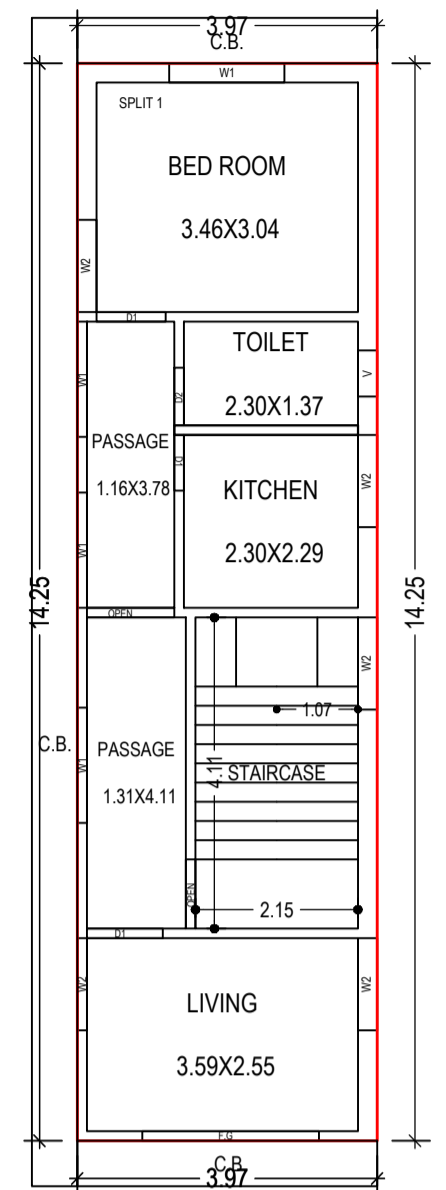 3.97
C.B.
W1
SPLIT 1
BED ROOM
3.46X3.04
W2
D1
TOILET
2.30X1.37
V
W1
D2
PASSAGE
1.16X3.78
D1
KITCHEN
2.30X2.29
W2
W1
14.25
14.25
OPEN
W2
1.07
C.B.
W1
PASSAGE
1.31X4.11
4.11
STAIRCASE
OPEN
2.15
D1
W2
LIVING
3.59X2.55
W2
F.G
C.B.
3.97